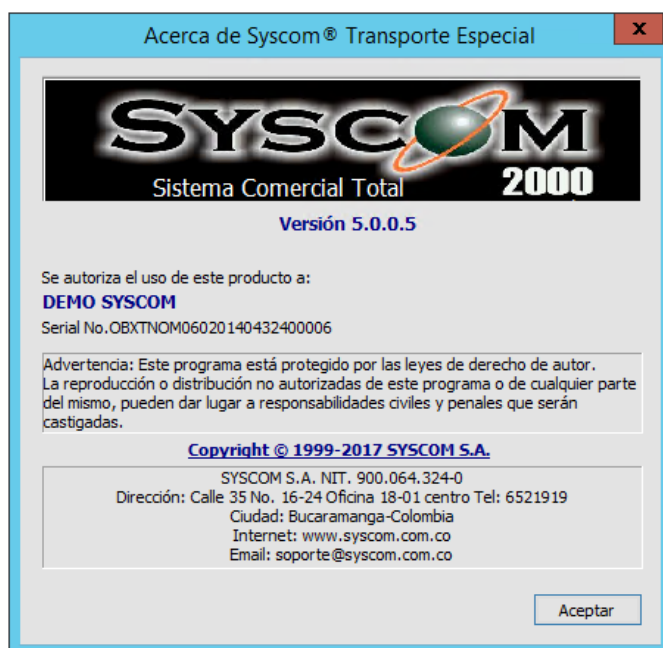 Acerca de Syscom® Transporte Especial
x
SYSCOM
Sistema Comercial Total 2000
Versión 5.0.0.5
Se autoriza el uso de este producto a:
DEMO SYSCOM
Serial No.OBXTNOM06020140432400006
Advertencia: Este programa está protegido por las leyes de derecho de autor.
La reproducción o distribución no autorizadas de este programa o de cualquier parte
del mismo, pueden dar lugar a responsabilidades civiles y penales que serán
castigadas.
Copyright © 1999-2017 SYSCOM S.A.
SYSCOM S.A. NIT. 900.064.324-0
Dirección: Calle 35 No. 16-24 Oficina 18-01 centro Tel: 6521919
Ciudad: Bucaramanga-Colombia
Internet: www.syscom.com.co
Email: soporte@syscom.com.co
Aceptar